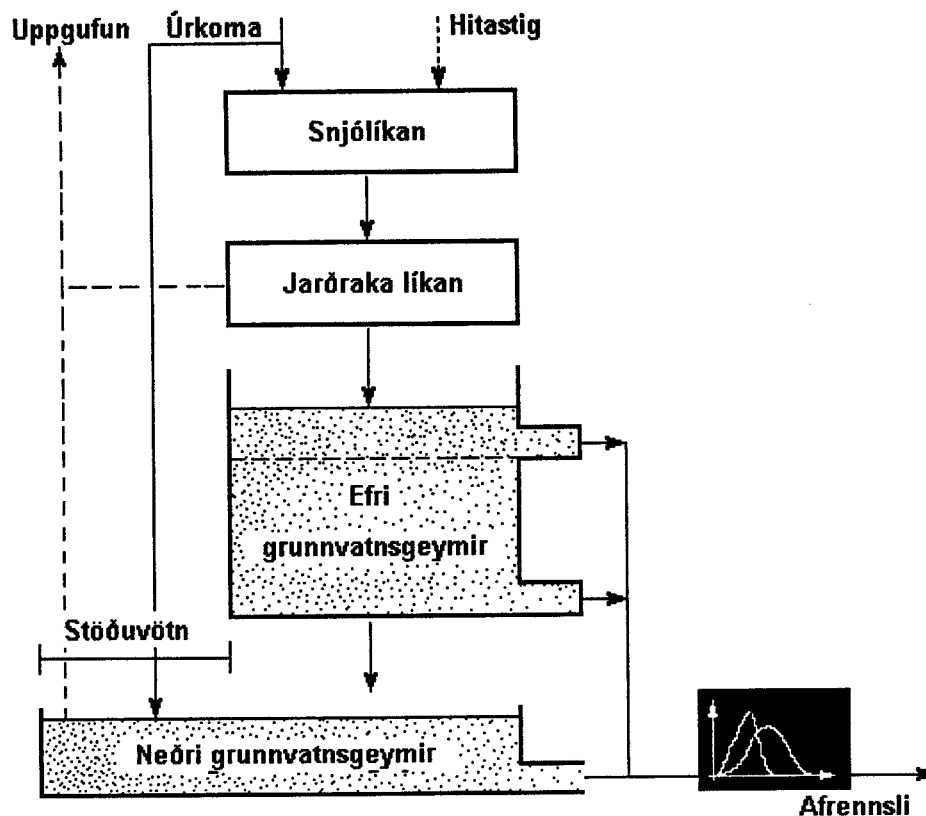 Uppgufun
Úrkoma
Hitastig
Snjólíkan
Jarðraka líkan
Efri
grunnvatnsgeymir
Stöðuvötn
Neðri grunnvatnsgeymir
Afrennsli